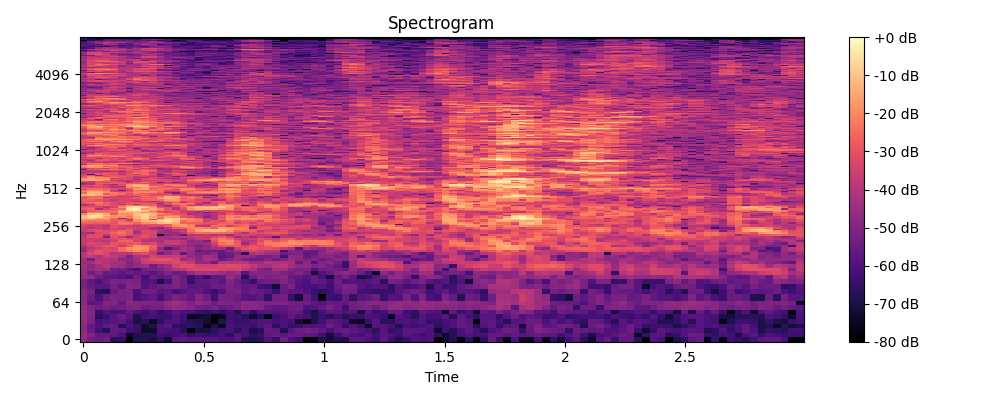 Spectrogram
Hz
4096
2048
1024
512
256
128
64
0
0
0.5
1
1.5
2
2.5
Time
+0 dB
-10 dB
-20 dB
-30 dB
-40 dB
-50 dB
-60 dB
-70 dB
-80 dB